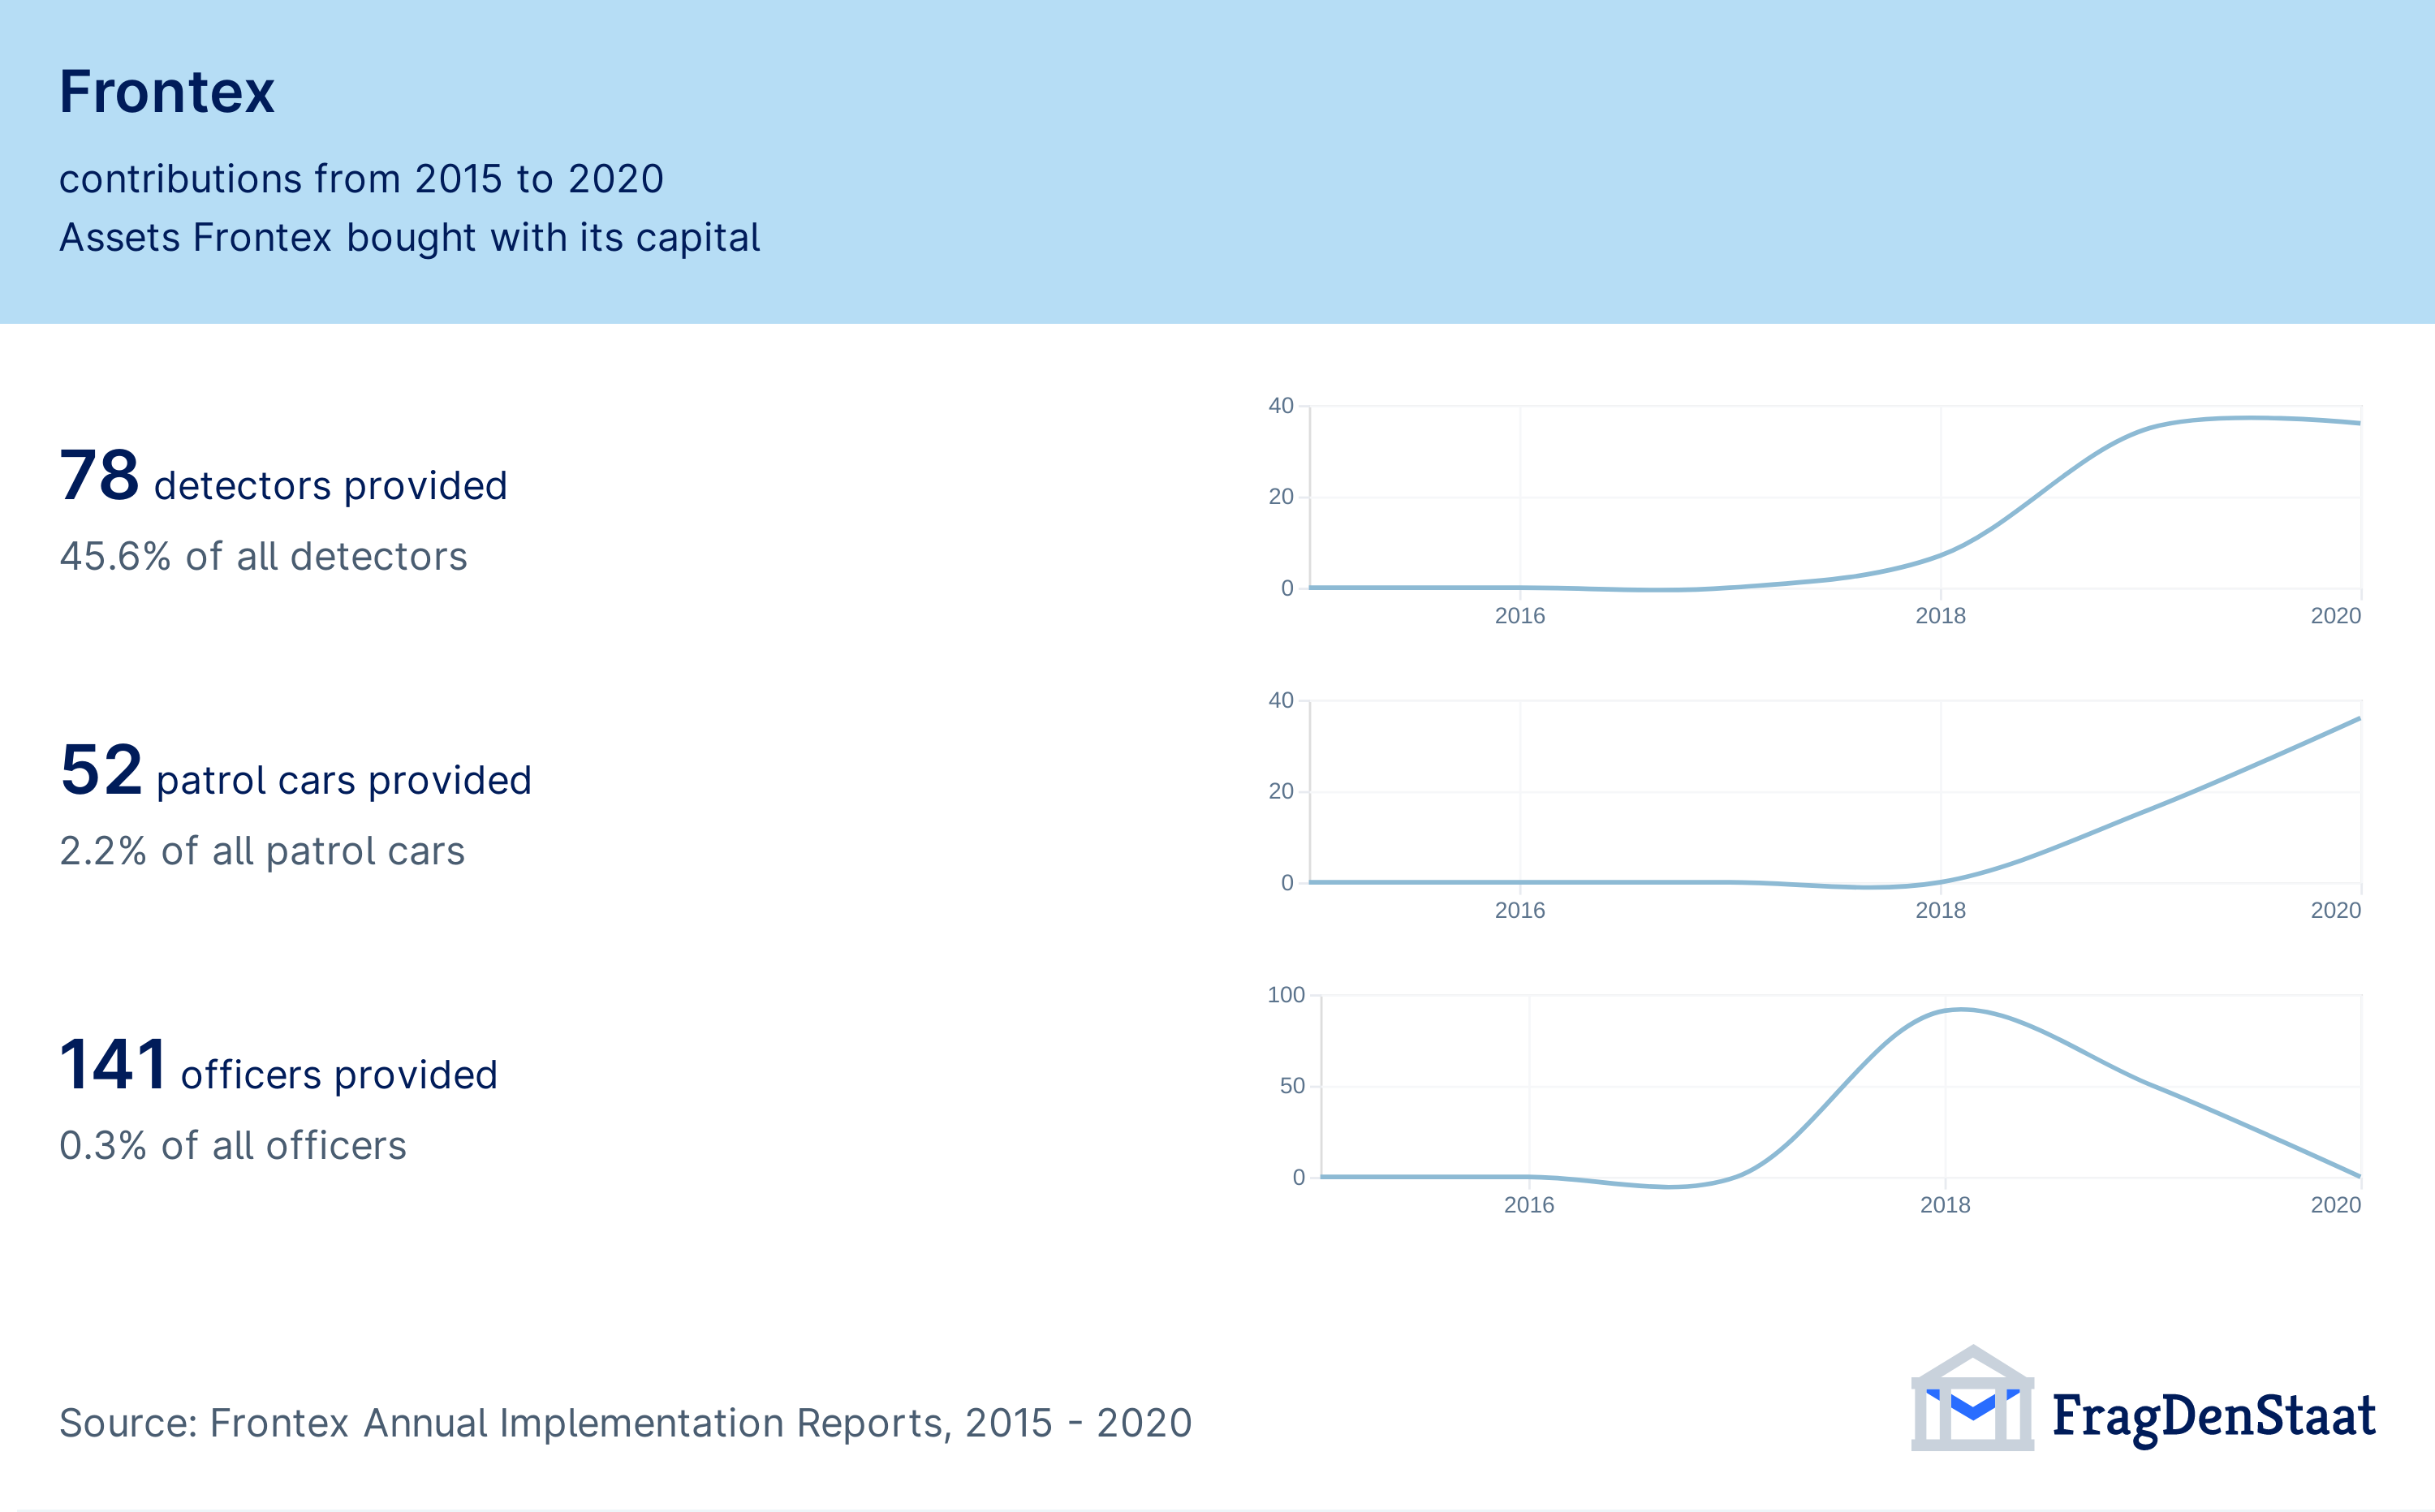 Frontex
contributions from 2015 to 2020
Assets Frontex bought with its capital
78 detectors provided
45.6% of all detectors
40
20
0
2016 2018 2020
52 patrol cars provided
2.2% of all patrol cars
40
20
0
2016 2018 2020
141 officers provided
0.3% of all officers
100
50
0
2016 2018 2020
Source: Frontex Annual Implementation Reports, 2015 - 2020
FragDenStaat